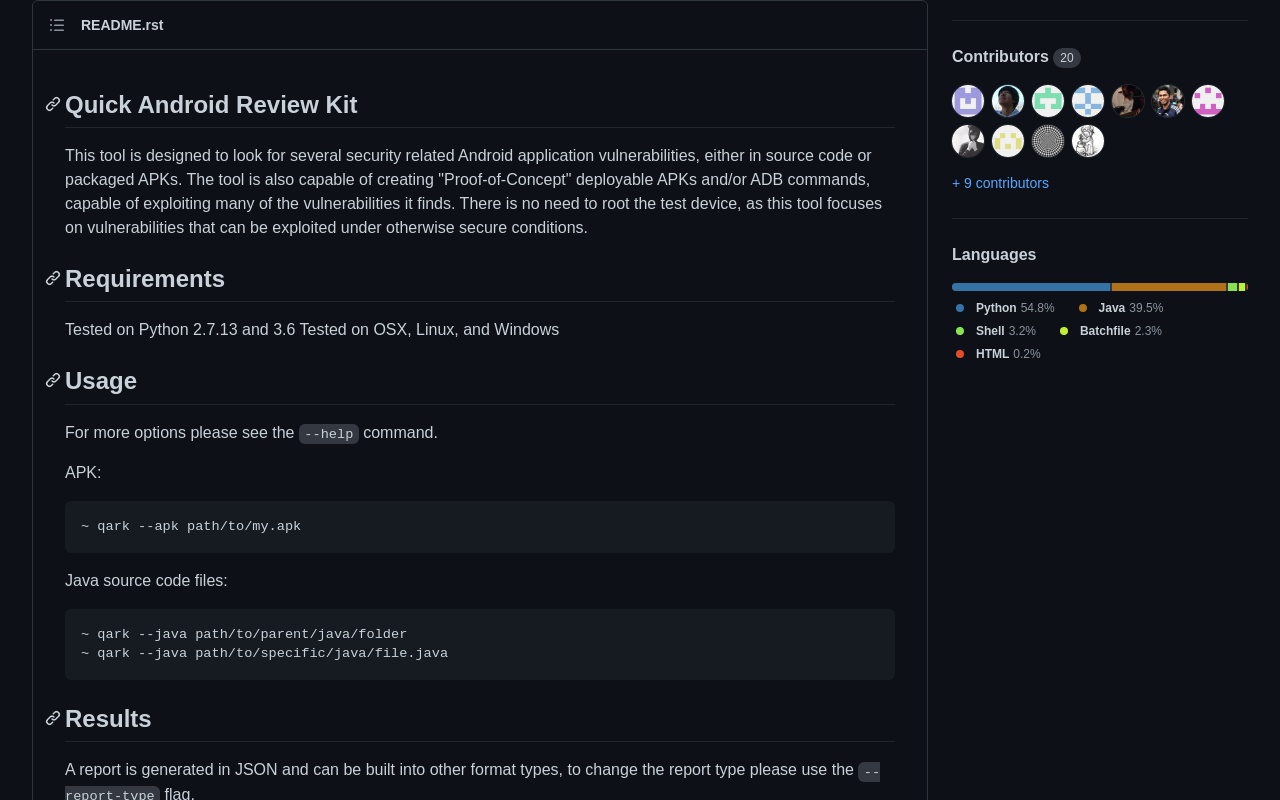 README.rst
Quick Android Review Kit
This tool is designed to look for several security related Android application vulnerabilities, either in source code or
packaged APKs. The tool is also capable of creating "Proof-of-Concept" deployable APKs and/or ADB commands,
capable of exploiting many of the vulnerabilities it finds. There is no need to root the test device, as this tool focuses
on vulnerabilities that can be exploited under otherwise secure conditions.
Requirements
Tested on Python 2.7.13 and 3.6 Tested on OSX, Linux, and Windows
Usage
For more options please see the --help command.
APK:
~ qark --apk path/to/my.apk
Java source code files:
~ qark --java path/to/parent/java/folder
~ qark --java path/to/specific/java/file.java
Results
A report is generated in JSON and can be built into other format types, to change the report type please use the --
report-type flag.
Contributors 20
+ 9 contributors
Languages
Python 54.8% Java 39.5%
Shell 3.2% Batchfile 2.3%
HTML 0.2%